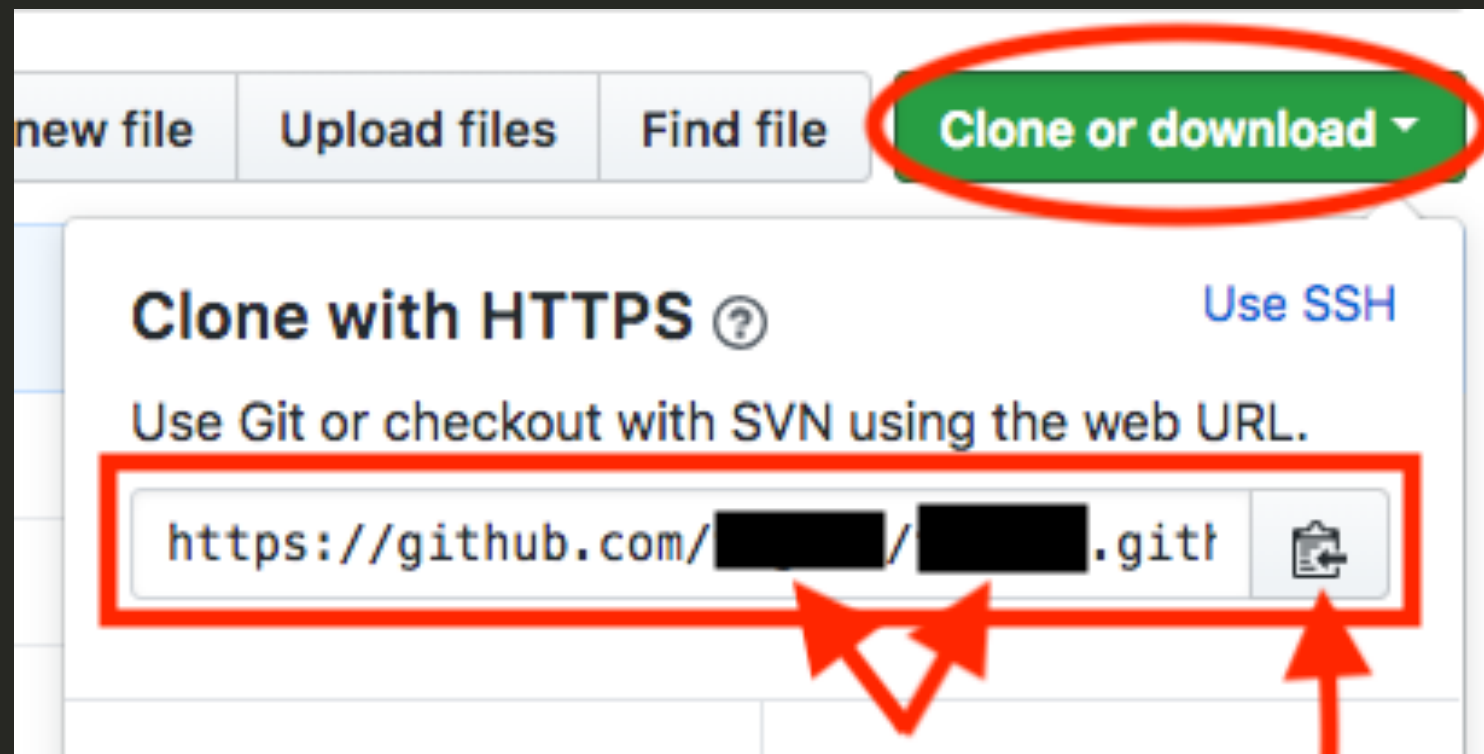 new file Upload files Find file Clone or download
Clone with HTTPS Use SSH
Use Git or checkout with SVN using the web URL.
https://github.com/ / .gith